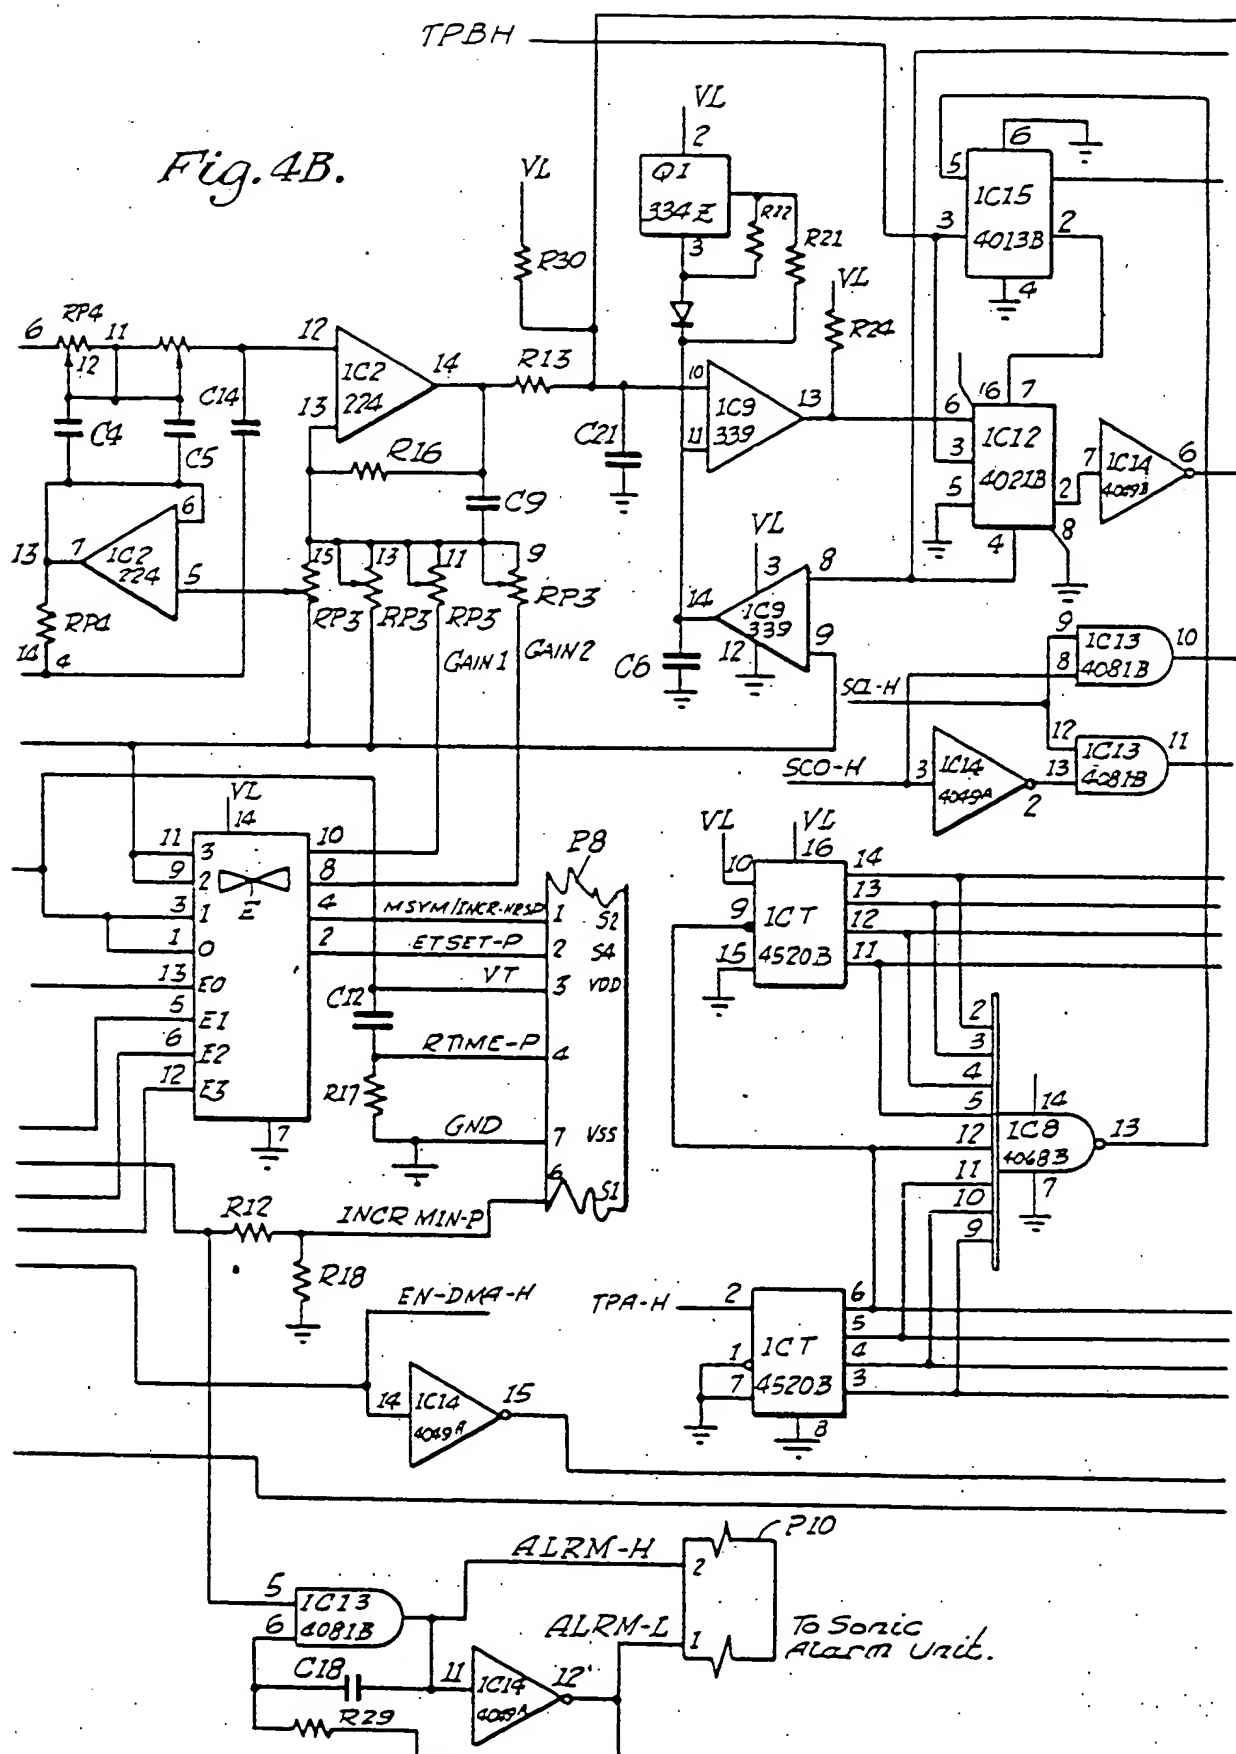 TPBH
Fig. 4B.
VL
2
Q1
334Z
3
R22
R21
VL
R30
VL
R24
6
5
IC15
3
4013B
2
4
6
RP4
11
12
C4
C5
C14
12
IC2
224
13
14
R13
R16
C9
C21
10
IC9
339
11
13
6
16
7
IC12
4021B
3
5
2
4
8
7
IC14
4049B
6
13
7
IC2
224
6
5
RP4
14
4
15
13
11
9
RP3
RP3
RP3
RP3
GAIN 1
GAIN 2
VL
3
8
14
IC9
339
9
12
C6
SCL-H
9
8
IC13
4081B
10
12
13
IC13
4081B
11
SCO-H
3
IC14
4049A
2
VL
14
11
3
9
2
3
1
1
0
13
E0
5
E1
6
E2
12
E3
E
7
10
8
4
2
P8
MSYM/INCR-HRSP
1
S2
ETSET-P
2
S4
VT
3
VDD
C12
RTIME-P
4
R17
GND
7
VSS
6
S1
INCR MIN-P
R12
R18
VL
VL
10
16
9
ICT
15
4520B
14
13
12
11
2
3
4
5
12
11
10
9
14
IC8
4068B
13
7
EN-DMA-H
14
IC14
4049A
15
TPA-H
2
1
ICT
7
4520B
6
5
4
3
8
P10
ALRM-H
2
5
IC13
4081B
6
ALRM-L
1
To Sonic
Alarm Unit.
C18
11
IC14
4049A
12
R29